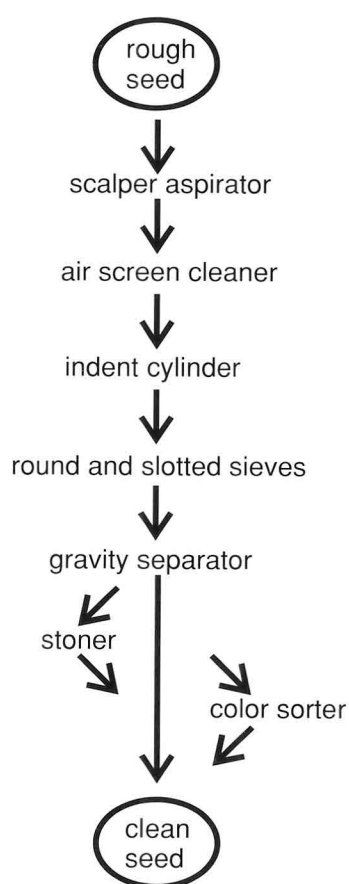 rough
seed
scalper aspirator
air screen cleaner
indent cylinder
round and slotted sieves
gravity separator
stoner
color sorter
clean
seed